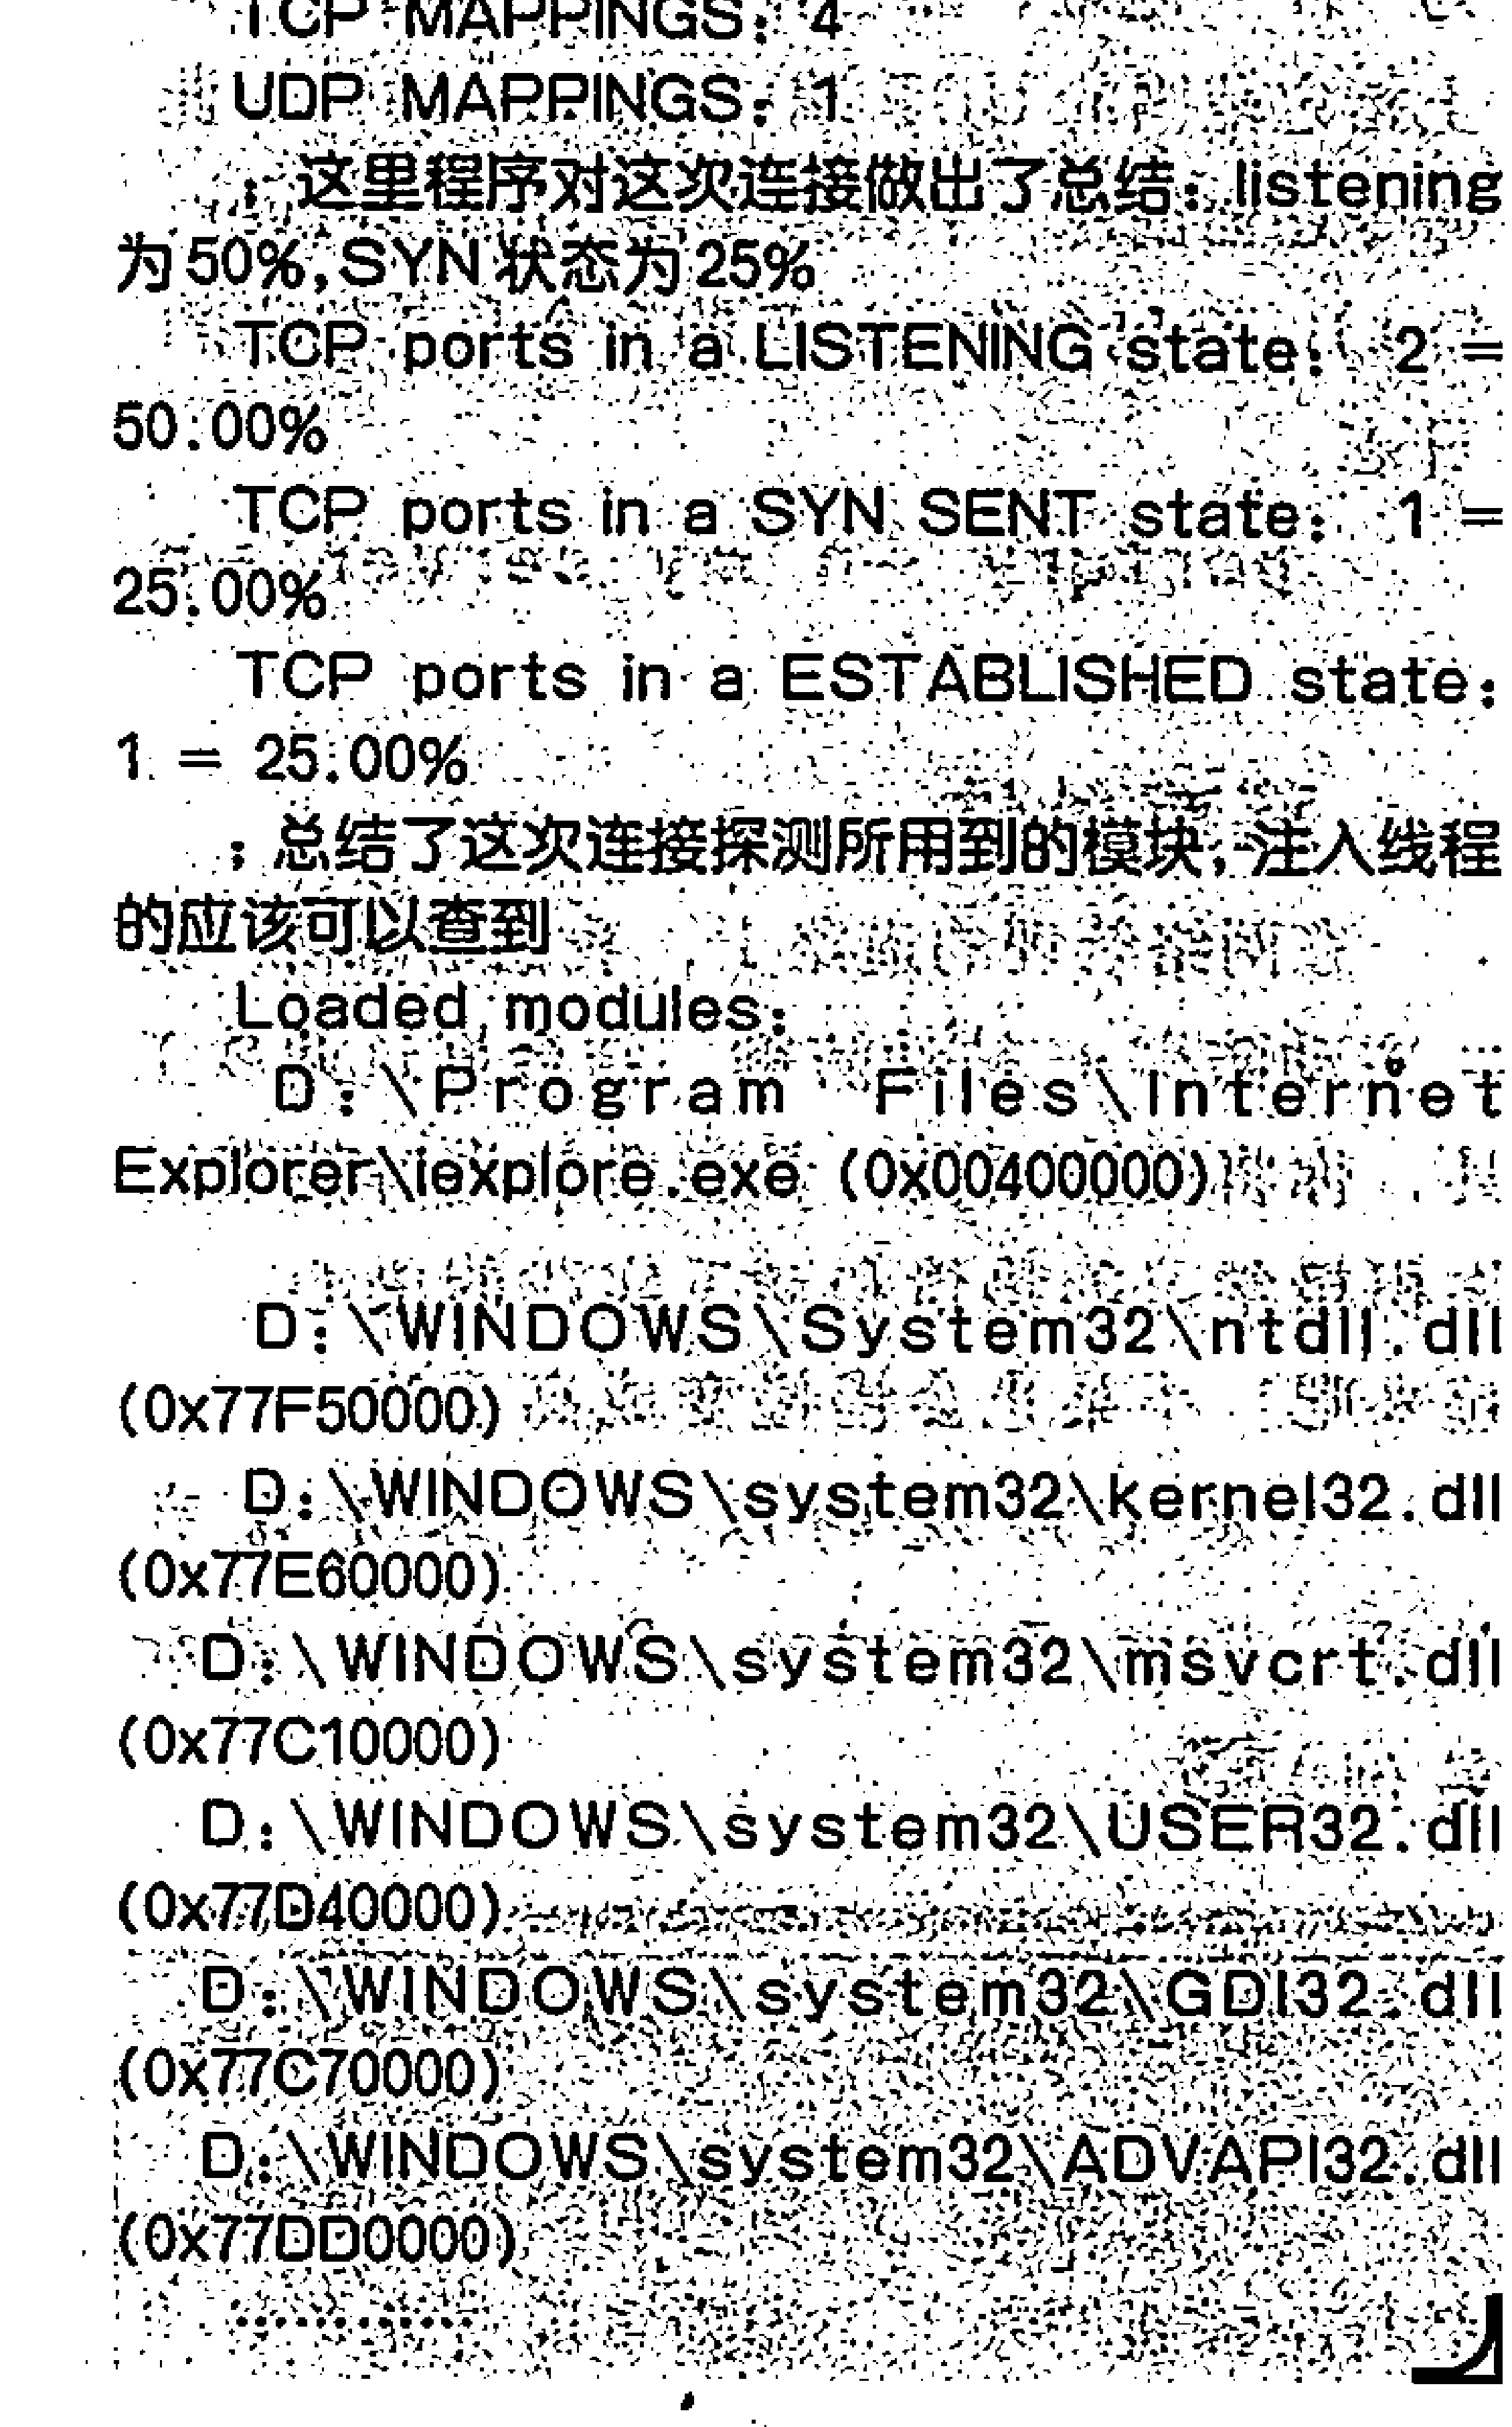 TCP MAPPINGS: 4
UDP MAPPINGS: 1
；这里程序对这次连接做出了总结：listening
为50%,SYN状态为25%
TCP ports in a LISTENING state: 2 =
50.00%
TCP ports in a SYN SENT state: 1 =
25.00%
TCP ports in a ESTABLISHED state:
1 = 25.00%
；总结了这次连接探测所用到的模块，注入线程
的应该可以查到
Loaded modules:
D:\Program Files\Internet
Explorer\iexplore.exe (0x00400000)
D:\WINDOWS\System32\ntdll.dll
(0x77F50000)
D:\WINDOWS\system32\kernel32.dll
(0x77E60000)
D:\WINDOWS\system32\msvcrt.dll
(0x77C10000)
D:\WINDOWS\system32\USER32.dll
(0x77D40000)
D:\WINDOWS\system32\GDI32.dll
(0x77C70000)
D:\WINDOWS\system32\ADVAPI32.dll
(0x77DD0000)
…………